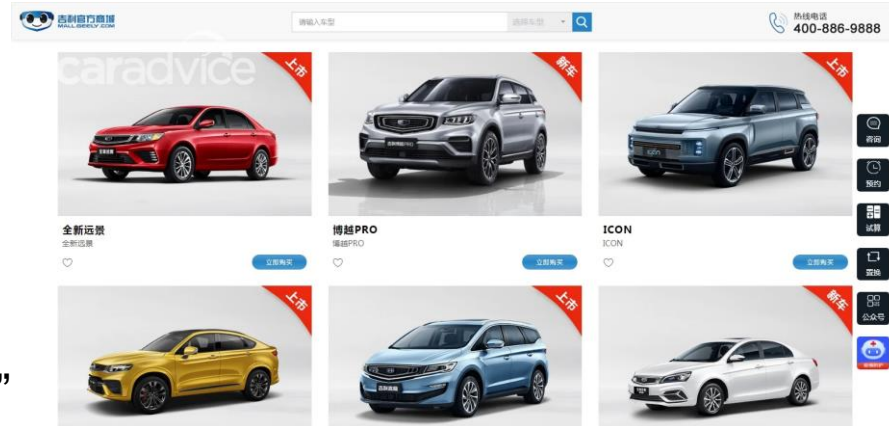 吉利官方商城
MALL.GEELY.COM
请输入车型
选择车型
热线电话
400-886-9888
caradvice
上市
新车
上市
咨询
预约
试算
置换
公众号
全新远景
全新远景
立即购买
博越PRO
博越PRO
立即购买
ICON
ICON
立即购买
上市
上市
新车
”